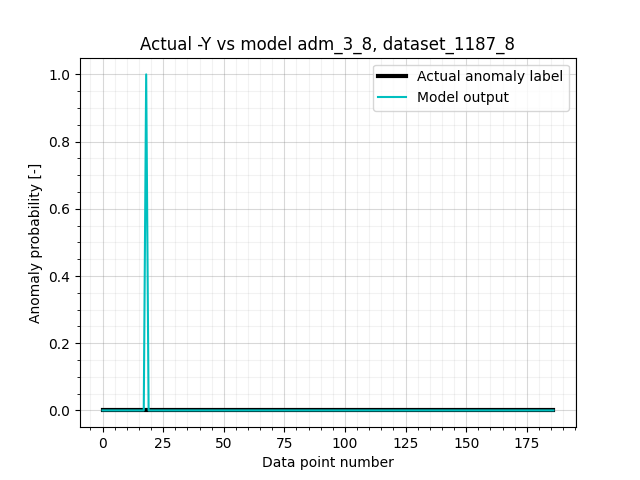 Actual -Y vs model adm_3_8, dataset_1187_8
Actual anomaly label
Model output
1.0
0.8
0.6
0.4
0.2
0.0
Anomaly probability [-]
0 25 50 75 100 125 150 175
Data point number